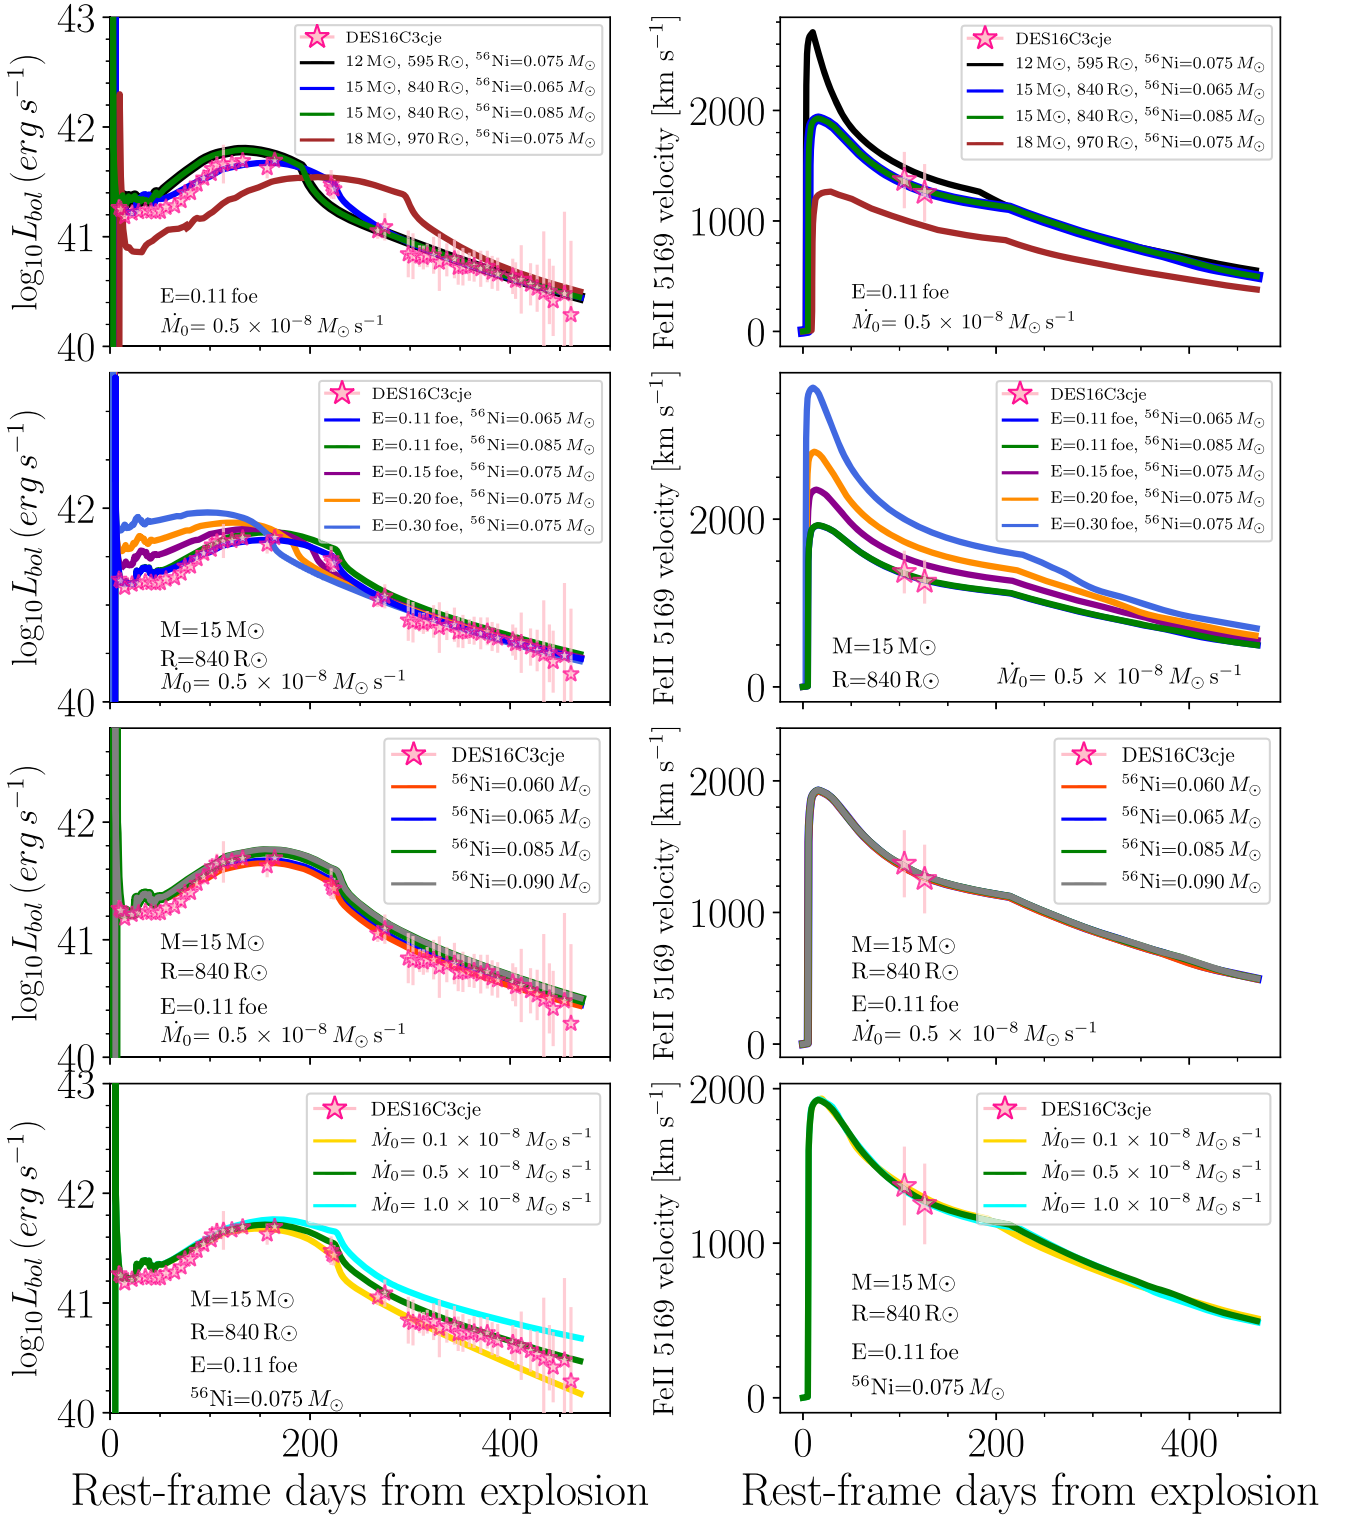 43
42
41
40
log₁₀L_bol (erg s⁻¹)
DES16C3cje
12 M⊙, 595 R⊙, ⁵⁶Ni=0.075 M⊙
15 M⊙, 840 R⊙, ⁵⁶Ni=0.065 M⊙
15 M⊙, 840 R⊙, ⁵⁶Ni=0.085 M⊙
18 M⊙, 970 R⊙, ⁵⁶Ni=0.075 M⊙
E=0.11 foe
Ṁ₀= 0.5 × 10⁻⁸ M⊙ s⁻¹
2000
1000
0
FeII 5169 velocity [km s⁻¹]
DES16C3cje
12 M⊙, 595 R⊙, ⁵⁶Ni=0.075 M⊙
15 M⊙, 840 R⊙, ⁵⁶Ni=0.065 M⊙
15 M⊙, 840 R⊙, ⁵⁶Ni=0.085 M⊙
18 M⊙, 970 R⊙, ⁵⁶Ni=0.075 M⊙
E=0.11 foe
Ṁ₀= 0.5 × 10⁻⁸ M⊙ s⁻¹
42
40
log₁₀L_bol (erg s⁻¹)
DES16C3cje
E=0.11 foe, ⁵⁶Ni=0.065 M⊙
E=0.11 foe, ⁵⁶Ni=0.085 M⊙
E=0.15 foe, ⁵⁶Ni=0.075 M⊙
E=0.20 foe, ⁵⁶Ni=0.075 M⊙
E=0.30 foe, ⁵⁶Ni=0.075 M⊙
M=15 M⊙
R=840 R⊙
Ṁ₀= 0.5 × 10⁻⁸ M⊙ s⁻¹
2000
0
FeII 5169 velocity [km s⁻¹]
DES16C3cje
E=0.11 foe, ⁵⁶Ni=0.065 M⊙
E=0.11 foe, ⁵⁶Ni=0.085 M⊙
E=0.15 foe, ⁵⁶Ni=0.075 M⊙
E=0.20 foe, ⁵⁶Ni=0.075 M⊙
E=0.30 foe, ⁵⁶Ni=0.075 M⊙
M=15 M⊙
R=840 R⊙
Ṁ₀= 0.5 × 10⁻⁸ M⊙ s⁻¹
42
41
40
log₁₀L_bol (erg s⁻¹)
DES16C3cje
⁵⁶Ni=0.060 M⊙
⁵⁶Ni=0.065 M⊙
⁵⁶Ni=0.085 M⊙
⁵⁶Ni=0.090 M⊙
M=15 M⊙
R=840 R⊙
E=0.11 foe
Ṁ₀= 0.5 × 10⁻⁸ M⊙ s⁻¹
2000
1000
0
FeII 5169 velocity [km s⁻¹]
DES16C3cje
⁵⁶Ni=0.060 M⊙
⁵⁶Ni=0.065 M⊙
⁵⁶Ni=0.085 M⊙
⁵⁶Ni=0.090 M⊙
M=15 M⊙
R=840 R⊙
E=0.11 foe
Ṁ₀= 0.5 × 10⁻⁸ M⊙ s⁻¹
43
42
41
40
log₁₀L_bol (erg s⁻¹)
DES16C3cje
Ṁ₀= 0.1 × 10⁻⁸ M⊙ s⁻¹
Ṁ₀= 0.5 × 10⁻⁸ M⊙ s⁻¹
Ṁ₀= 1.0 × 10⁻⁸ M⊙ s⁻¹
M=15 M⊙
R=840 R⊙
E=0.11 foe
⁵⁶Ni=0.075 M⊙
0 200 400
Rest-frame days from explosion
2000
1000
0
FeII 5169 velocity [km s⁻¹]
DES16C3cje
Ṁ₀= 0.1 × 10⁻⁸ M⊙ s⁻¹
Ṁ₀= 0.5 × 10⁻⁸ M⊙ s⁻¹
Ṁ₀= 1.0 × 10⁻⁸ M⊙ s⁻¹
M=15 M⊙
R=840 R⊙
E=0.11 foe
⁵⁶Ni=0.075 M⊙
0 200 400
Rest-frame days from explosion